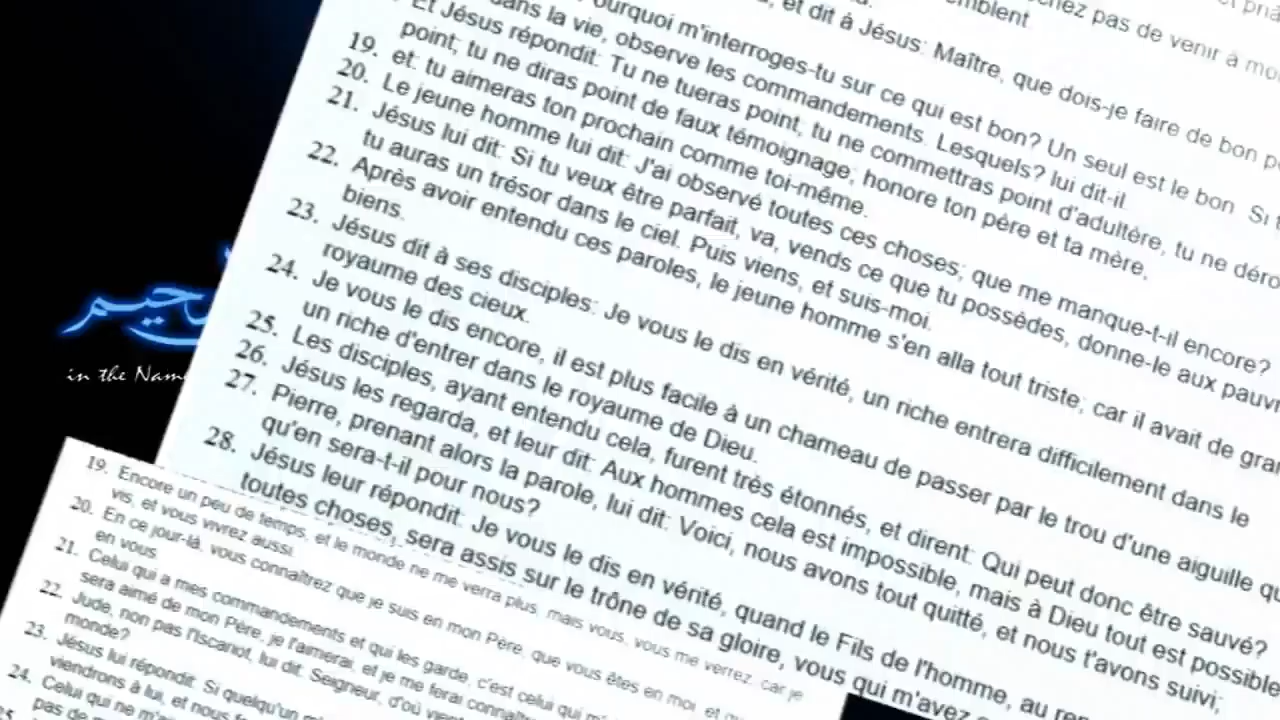 chez pas de venir à moi
semblent.
et dit à Jésus: Maître, que dois-je faire de bon
Pourquoi m'interroges-tu sur ce qui est bon? Un seul est le bon. Si
dans la vie, observe les commandements. Lesquels? lui dit-il.
Et Jésus répondit: Tu ne tueras point; tu ne commettras point d'adultère; tu ne
point; tu ne diras point de faux témoignage; honore ton père et ta mère;
19. et: tu aimeras ton prochain comme toi-même.
20. Le jeune homme lui dit: J'ai observé toutes ces choses; que me manque-t-il encore?
21. Jésus lui dit: Si tu veux être parfait, va, vends ce que tu possèdes, donne-le aux
tu auras un trésor dans le ciel. Puis viens, et suis-moi.
22. Après avoir entendu ces paroles, le jeune homme s'en alla tout triste; car il avait de
biens.
23. Jésus dit à ses disciples: Je vous le dis en vérité, un riche entrera difficilement dans le
royaume des cieux.
24. Je vous le dis encore, il est plus facile à un chameau de passer par le trou d'une aiguille
un riche d'entrer dans le royaume de Dieu.
25. Les disciples, ayant entendu cela, furent très étonnés, et dirent: Qui peut donc être sauvé?
26. Jésus les regarda, et leur dit: Aux hommes cela est impossible, mais à Dieu tout est possible
27. Pierre, prenant alors la parole, lui dit: Voici, nous avons tout quitté, et nous t'avons suivi;
qu'en sera-t-il pour nous?
28. Jésus leur répondit: Je vous le dis en vérité, quand le Fils de l'homme, au
toutes choses, sera assis sur le trône de sa gloire, vous qui m'avez
in the Name
19. Encore un peu de temps, et le monde ne me verra plus; mais vous, vous me verrez, car je
vis, et vous vivrez aussi.
20. En ce jour-là, vous connaîtrez que je suis en mon Père, que vous êtes en moi, et
en vous.
21. Celui qui a mes commandements et qui les garde, c'est celui qui
sera aimé de mon Père, je l'aimerai, et je me ferai
22. Jude, non pas l'Iscariot, lui dit: Seigneur, d'où
monde?
23. Jésus lui répondit: Si quelqu'un
viendrons à lui, et nous
24. Celui qui ne
pas de